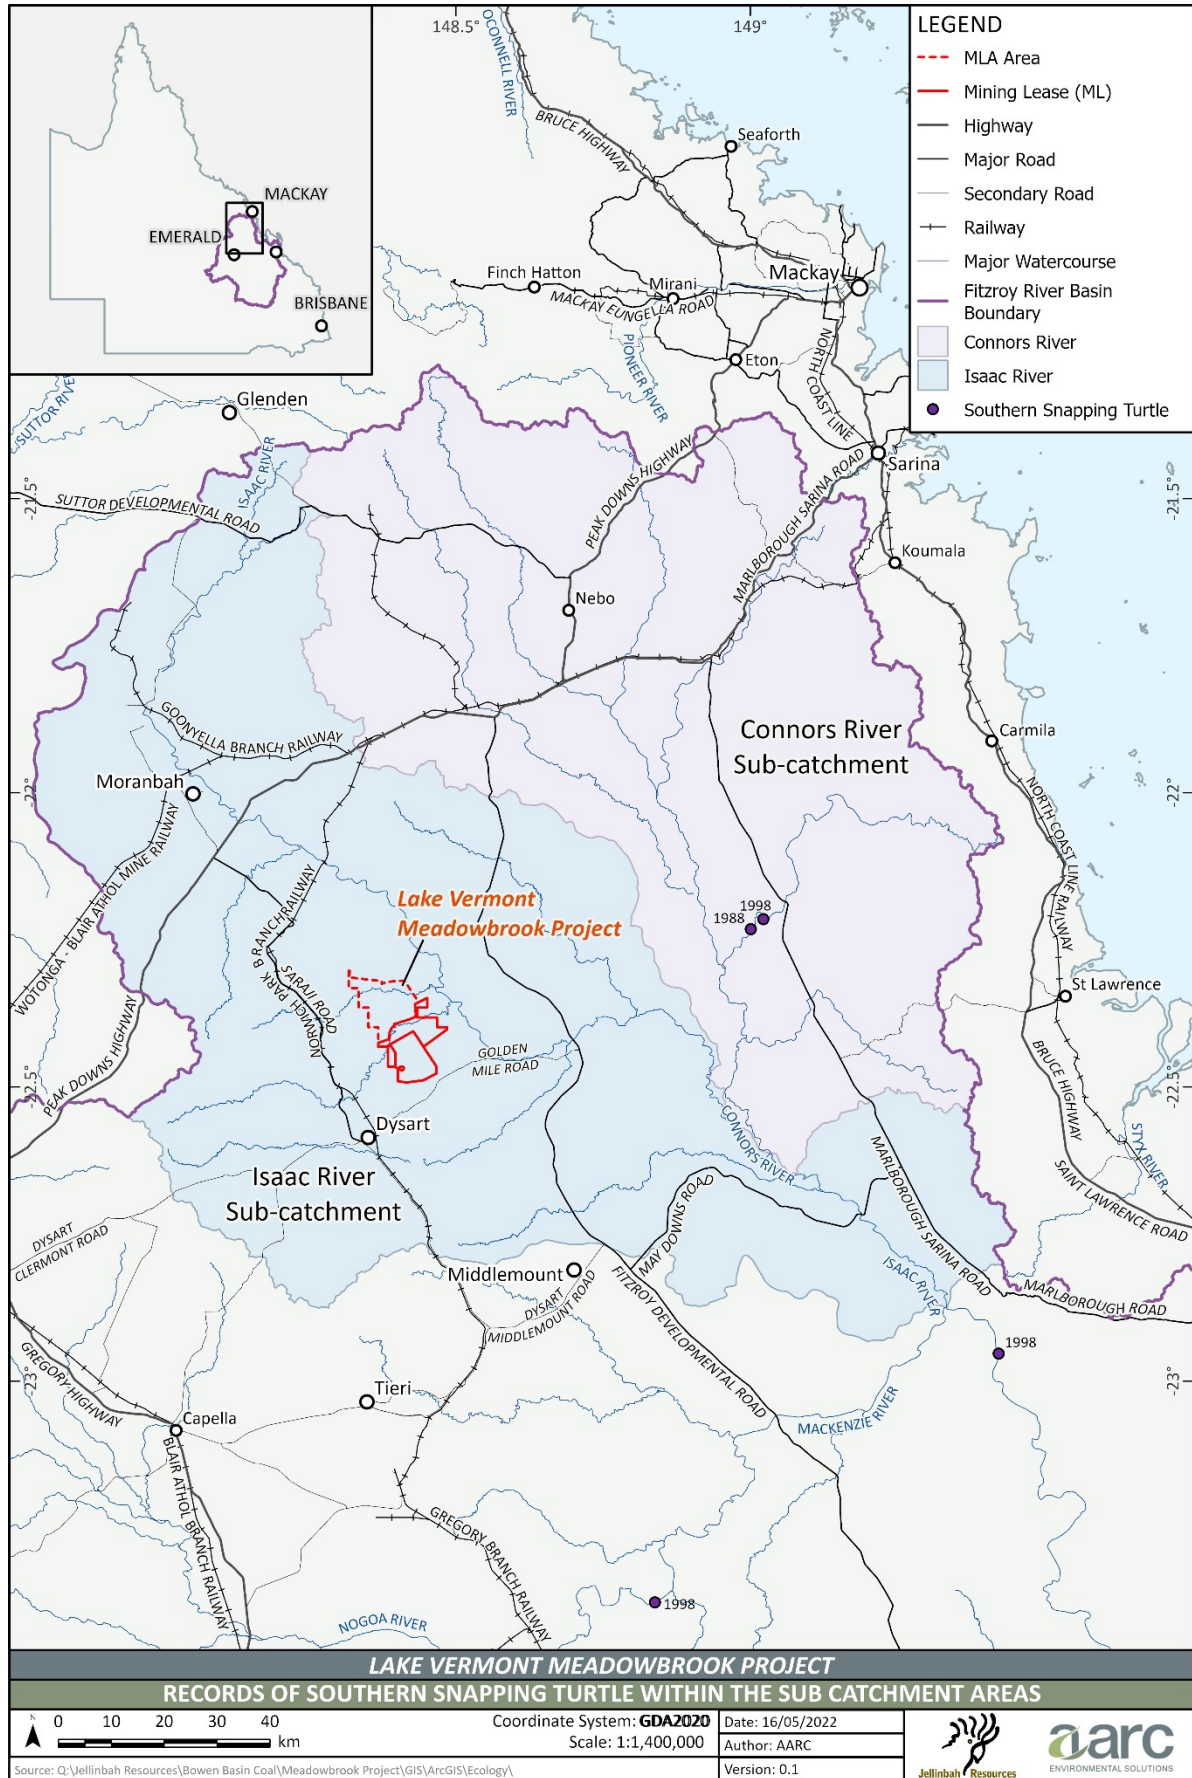 148.5°
149°
OCONNELL RIVER
BRUCE HIGHWAY
Seaforth
LEGEND
MLA Area
Mining Lease (ML)
Highway
Major Road
Secondary Road
Railway
Major Watercourse
Fitzroy River Basin
Boundary
Connors River
Isaac River
Southern Snapping Turtle
MACKAY
EMERALD
BRISBANE
Finch Hatton
Mirani
Mackay
MACKAY EUNGELLA ROAD
PIONEER RIVER
Eton
NORTH COAST LINE
SUTTOR RIVER
Glenden
ISAAC RIVER
Sarina
PEAK DOWNS HIGHWAY
MARLBOROUGH SARINA ROAD
-21.5°
-21.5°
SUTTOR DEVELOPMENTAL ROAD
Koumala
Nebo
GOONYELLA BRANCH RAILWAY
Connors River
Sub-catchment
Carmila
Moranbah
-22°
-22°
NORTH COAST LINE RAILWAY
WOTONGA - BLAIR ATHOL MINE RAILWAY
Lake Vermont
Meadowbrook Project
1998
1988
NORWICH PARK BRANCH RAILWAY
SARAJI ROAD
St Lawrence
PEAK DOWNS HIGHWAY
GOLDEN
MILE ROAD
BRUCE HIGHWAY
-22.5°
-22.5°
Dysart
CONNORS RIVER
STYX RIVER
Isaac River
Sub-catchment
MAY DOWNS ROAD
MARLBOROUGH SARINA ROAD
SAINT LAWRENCE ROAD
DYSART
CLERMONT ROAD
Middlemount
FITZROY DEVELOPMENTAL ROAD
ISAAC RIVER
MARLBOROUGH ROAD
DYSART
MIDDLEMOUNT ROAD
1998
GREGORY HIGHWAY
-23°
-23°
Tieri
Capella
MACKENZIE RIVER
BLAIR ATHOL BRANCH RAILWAY
GREGORY BRANCH RAILWAY
1998
NOGOA RIVER
LAKE VERMONT MEADOWBROOK PROJECT
RECORDS OF SOUTHERN SNAPPING TURTLE WITHIN THE SUB CATCHMENT AREAS
N
0 10 20 30 40
km
Coordinate System: GDA2020
Scale: 1:1,400,000
Date: 16/05/2022
Author: AARC
Version: 0.1
Source: Q:\Jellinbah Resources\Bowen Basin Coal\Meadowbrook Project\GIS\ArcGIS\Ecology\
Jellinbah Resources
aarc
ENVIRONMENTAL SOLUTIONS